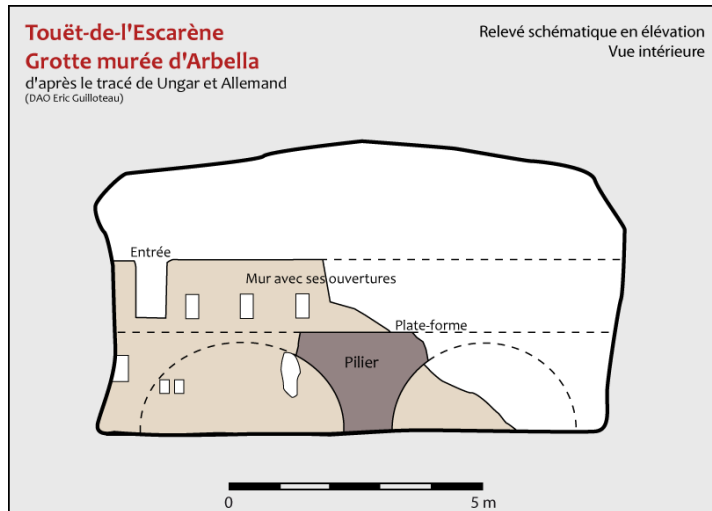 Touët-de-l'Escarène
Grotte murée d'Arbella
d'après le tracé de Ungar et Allemand
(DAO Eric Guilloteau)
Relevé schématique en élévation
Vue intérieure
Entrée
Mur avec ses ouvertures
Plate-forme
Pilier
0
5 m